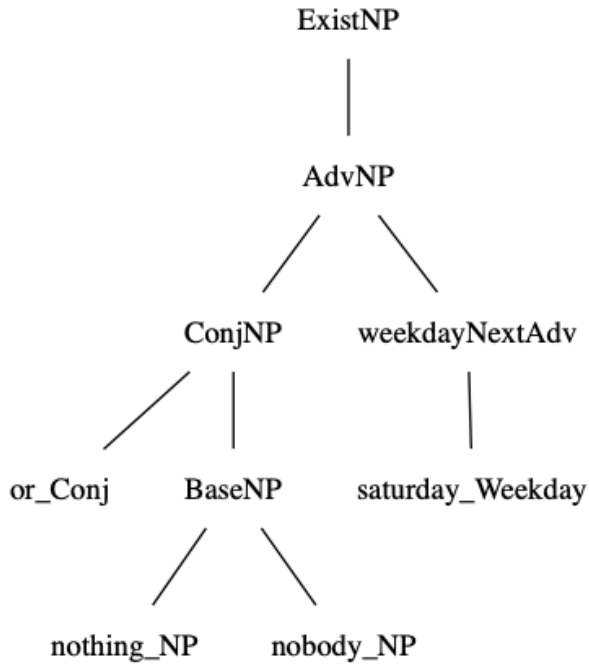 ExistNP
AdvNP
ConjNP weekdayNextAdv
or_Conj BaseNP saturday_Weekday
nothing_NP nobody_NP